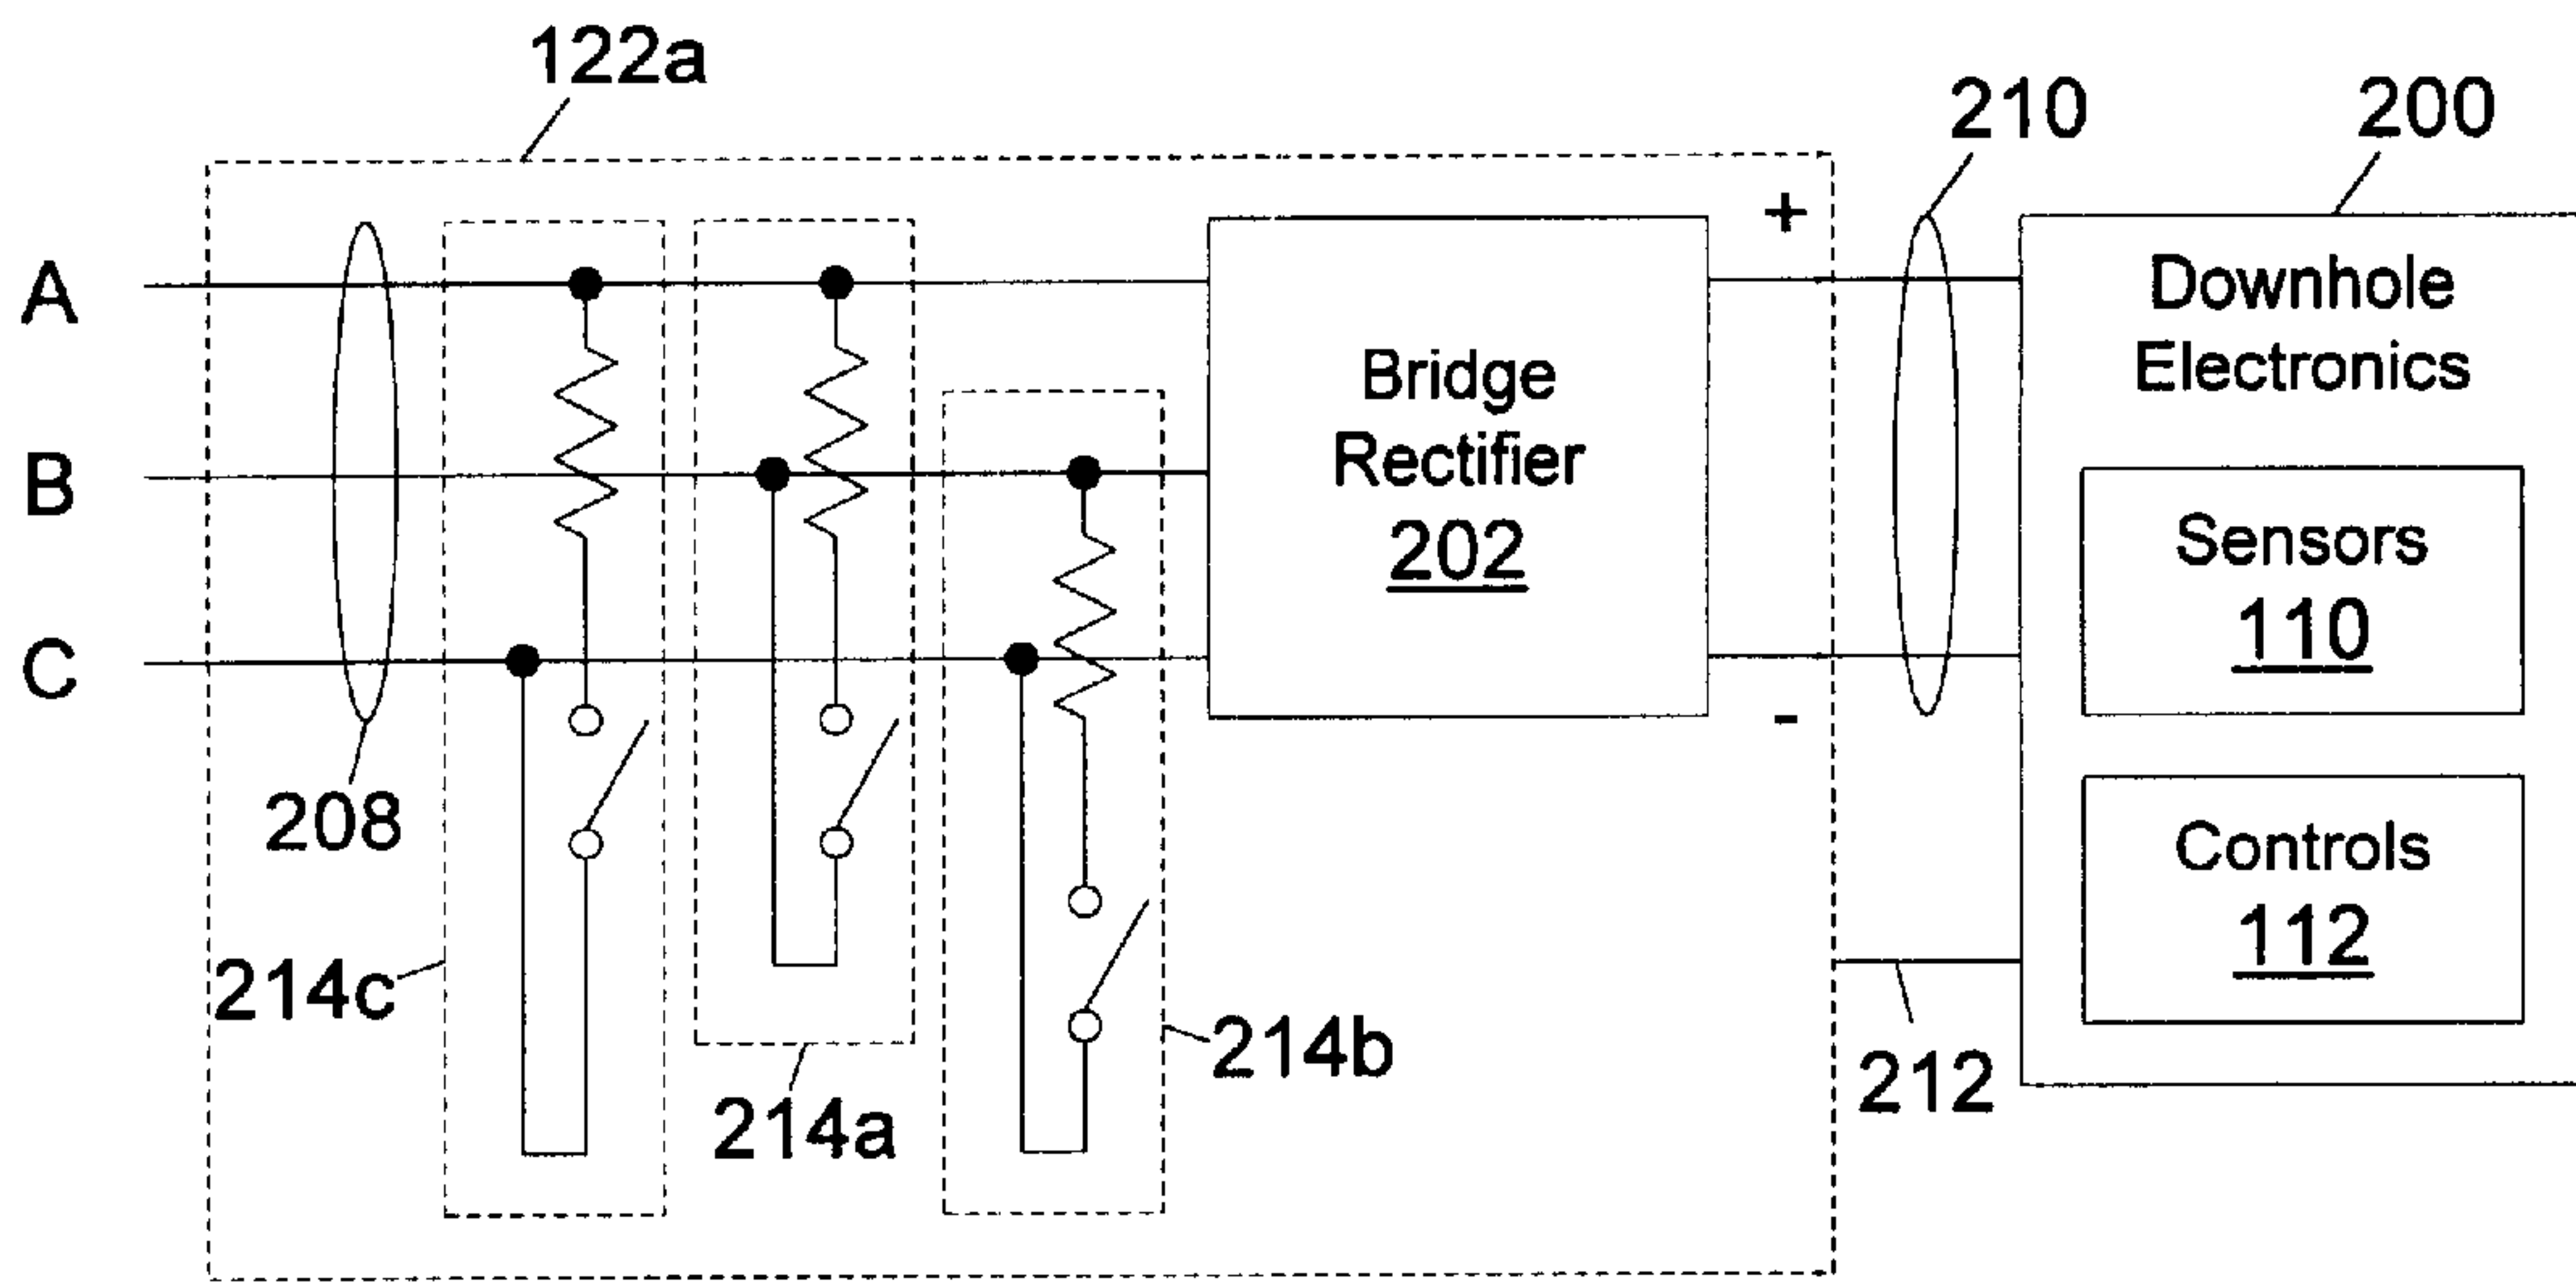 122a
210
200
+
A
B
C
208
214c
214a
214b
Bridge
Rectifier
202
-
212
Downhole
Electronics
Sensors
110
Controls
112